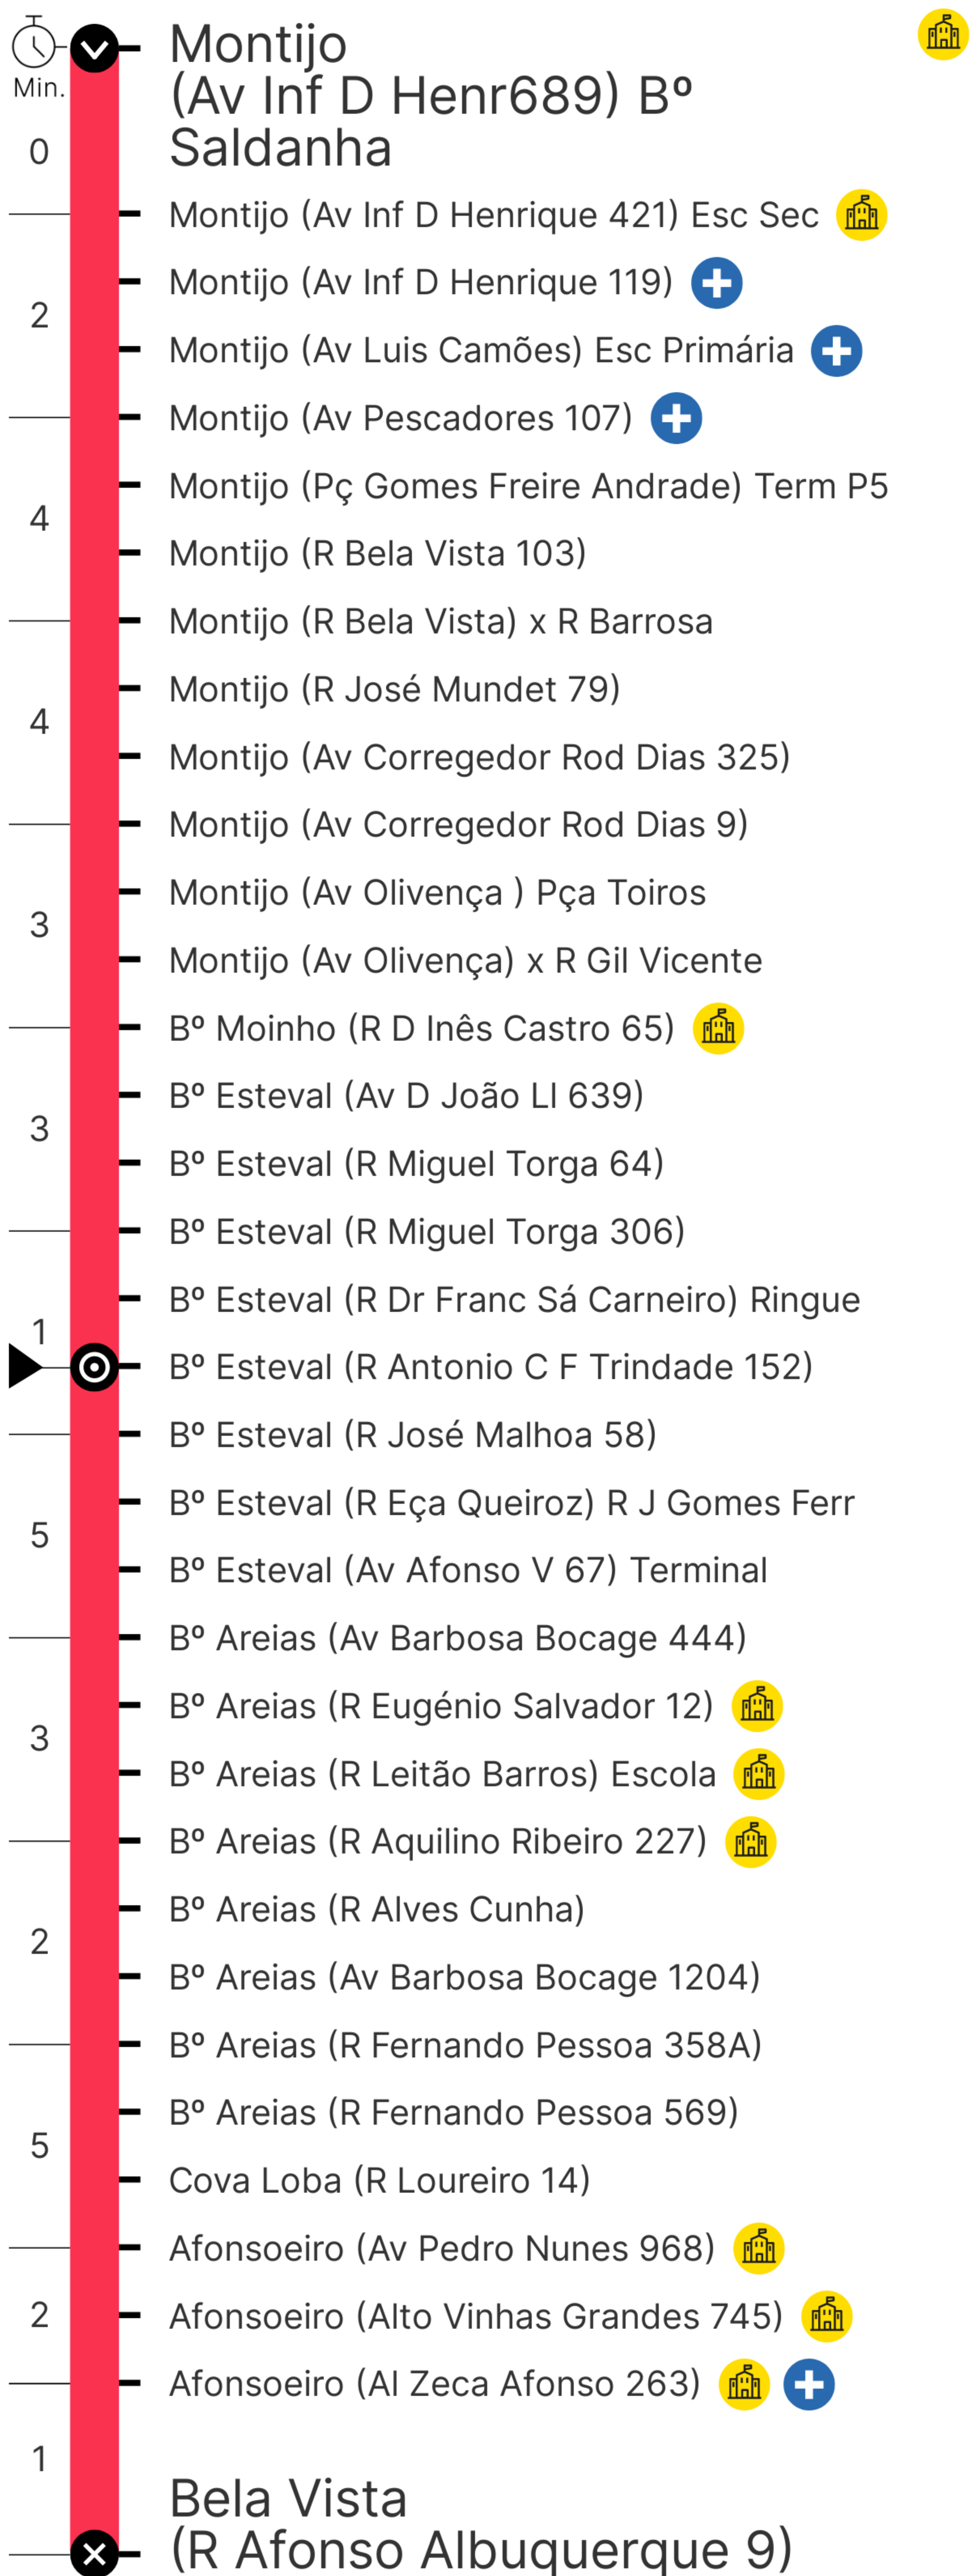 Min.
Montijo
(Av Inf D Henr689) Bº
Saldanha
0
Montijo (Av Inf D Henrique 421) Esc Sec
Montijo (Av Inf D Henrique 119)
2
Montijo (Av Luis Camões) Esc Primária
Montijo (Av Pescadores 107)
Montijo (Pç Gomes Freire Andrade) Term P5
4
Montijo (R Bela Vista 103)
Montijo (R Bela Vista) x R Barrosa
Montijo (R José Mundet 79)
4
Montijo (Av Corregedor Rod Dias 325)
Montijo (Av Corregedor Rod Dias 9)
Montijo (Av Olivença ) Pça Toiros
3
Montijo (Av Olivença) x R Gil Vicente
Bº Moinho (R D Inês Castro 65)
Bº Esteval (Av D João LI 639)
3
Bº Esteval (R Miguel Torga 64)
Bº Esteval (R Miguel Torga 306)
Bº Esteval (R Dr Franc Sá Carneiro) Ringue
1
Bº Esteval (R Antonio C F Trindade 152)
Bº Esteval (R José Malhoa 58)
Bº Esteval (R Eça Queiroz) R J Gomes Ferr
5
Bº Esteval (Av Afonso V 67) Terminal
Bº Areias (Av Barbosa Bocage 444)
Bº Areias (R Eugénio Salvador 12)
3
Bº Areias (R Leitão Barros) Escola
Bº Areias (R Aquilino Ribeiro 227)
Bº Areias (R Alves Cunha)
2
Bº Areias (Av Barbosa Bocage 1204)
Bº Areias (R Fernando Pessoa 358A)
Bº Areias (R Fernando Pessoa 569)
5
Cova Loba (R Loureiro 14)
Afonsoeiro (Av Pedro Nunes 968)
2
Afonsoeiro (Alto Vinhas Grandes 745)
Afonsoeiro (Al Zeca Afonso 263)
1
Bela Vista
(R Afonso Albuquerque 9)